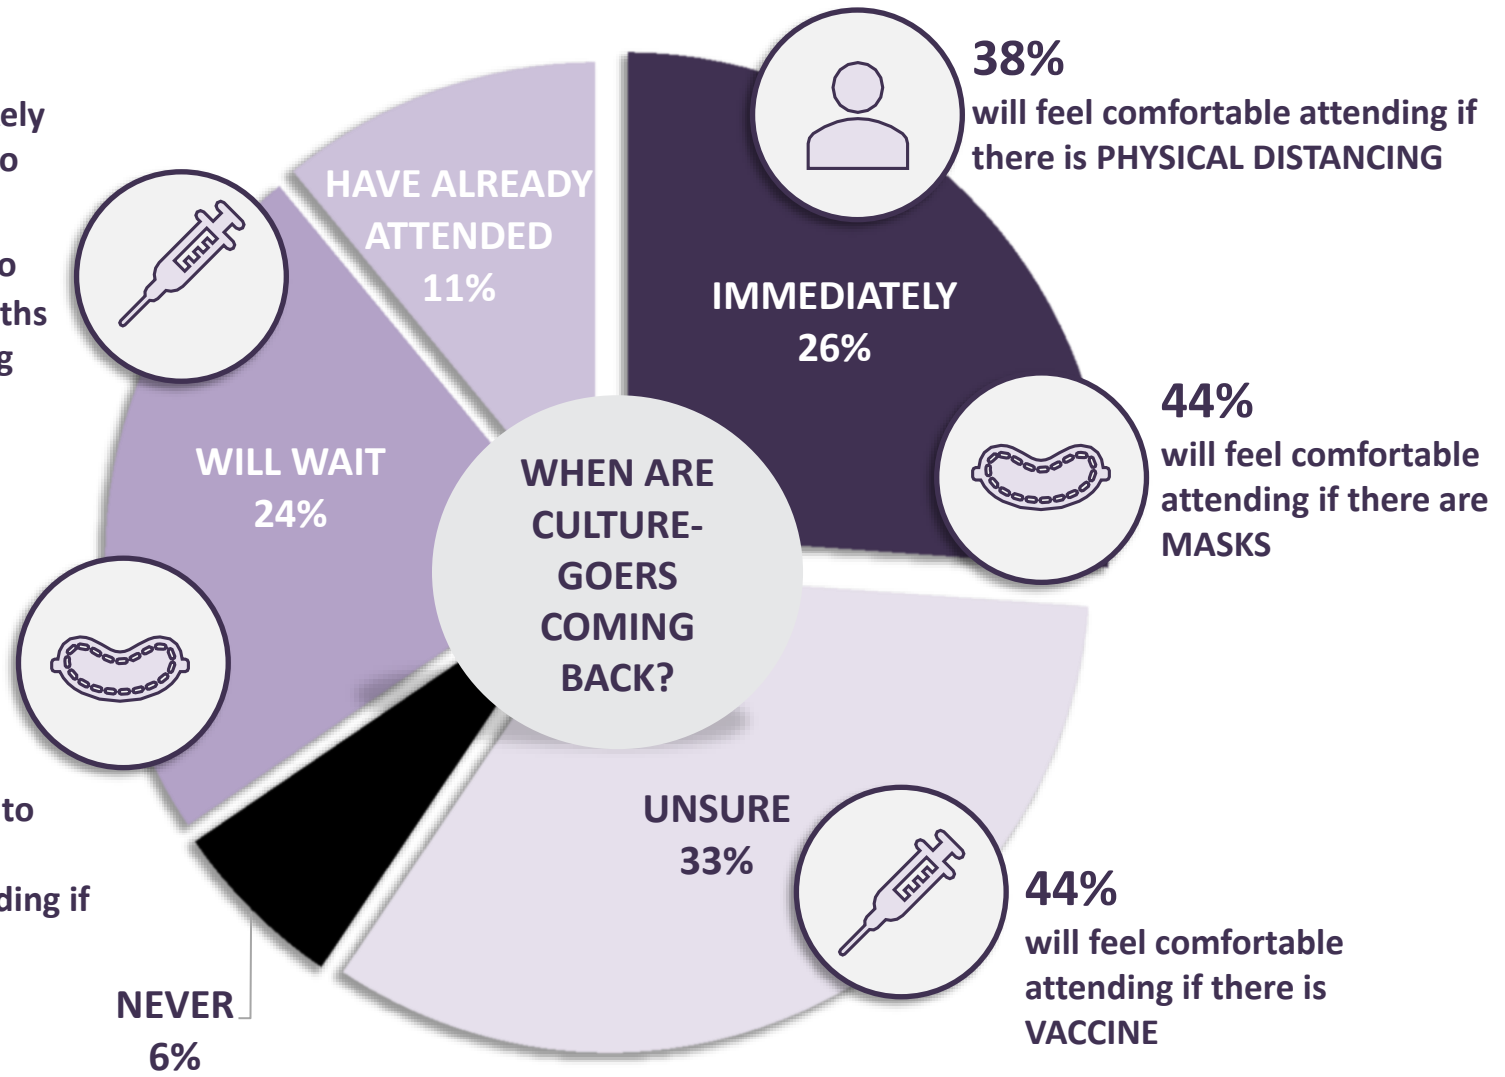 38%
will feel comfortable attending if
there is PHYSICAL DISTANCING
HAVE ALREADY
ATTENDED
11%
IMMEDIATELY
26%
44%
will feel comfortable
attending if there are
MASKS
WILL WAIT
24%
WHEN ARE
CULTURE-
GOERS
COMING
BACK?
UNSURE
33%
44%
will feel comfortable
attending if there is
VACCINE
to
if
NEVER
6%